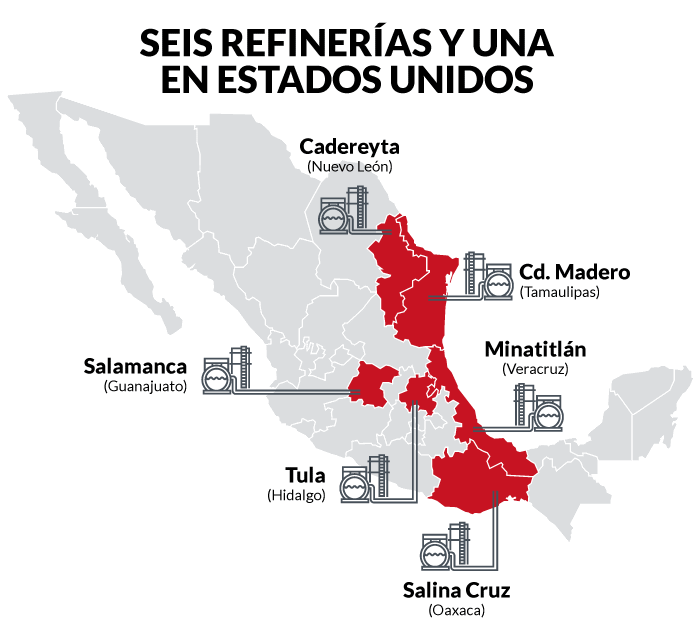 SEIS REFINERÍAS Y UNA
EN ESTADOS UNIDOS
Cadereyta
(Nuevo León)
Cd. Madero
(Tamaulipas)
Minatitlán
(Veracruz)
Salamanca
(Guanajuato)
Tula
(Hidalgo)
Salina Cruz
(Oaxaca)